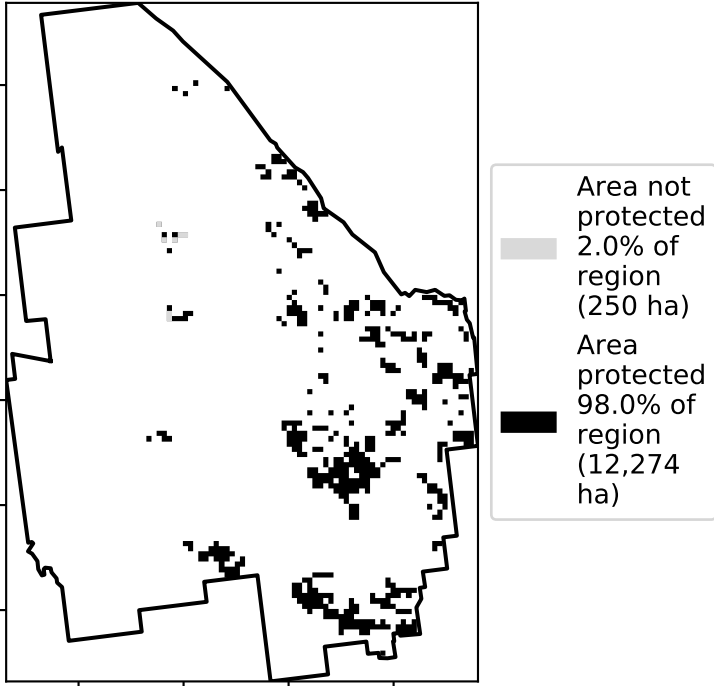 Area not
protected
2.0% of
region
(250 ha)
Area
protected
98.0% of
region
(12,274
ha)